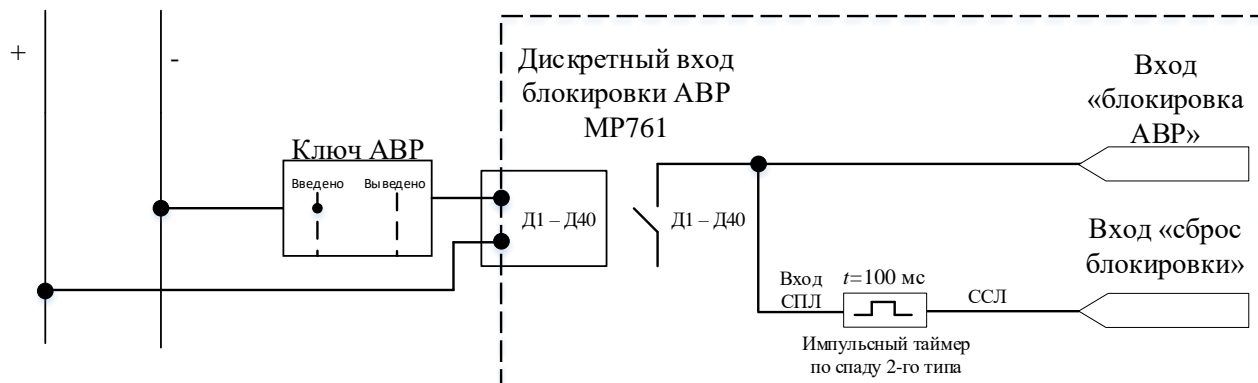 +
-
Дискретный вход
блокировки АВР
МР761
Вход
«блокировка
АВР»
Ключ АВР
Введено
Выведено
Д1 – Д40
Д1 – Д40
Вход «сброс
блокировки»
Вход
СПЛ
t=100 мс
ССЛ
Импульсный таймер
по спаду 2-го типа